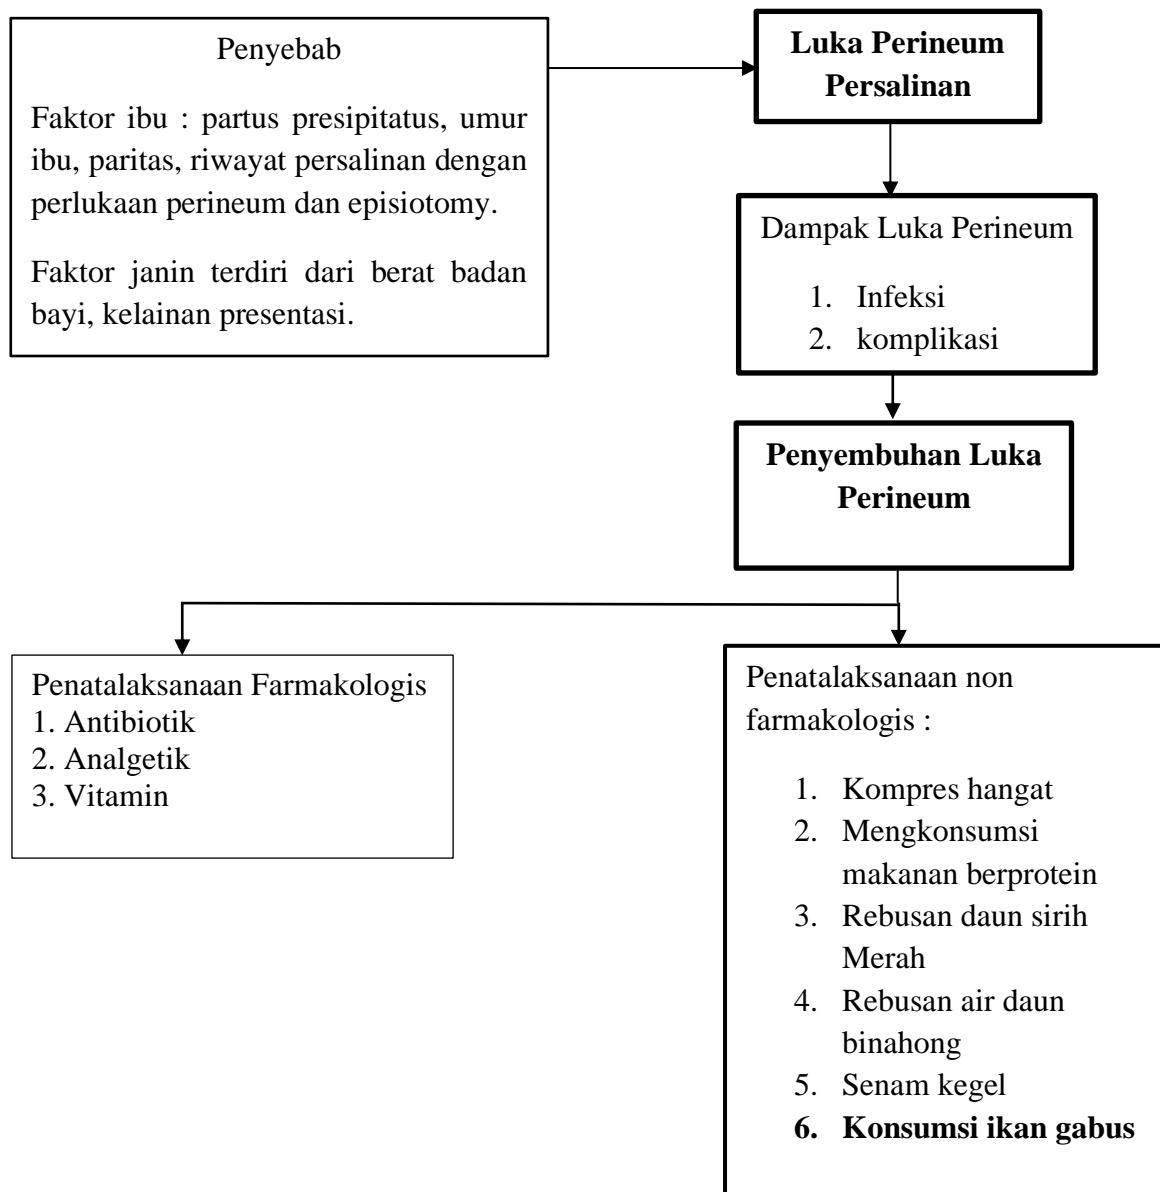 Penyebab
Faktor ibu : partus presipitatus, umur
ibu, paritas, riwayat persalinan dengan
perlukaan perineum dan episiotomy.
Faktor janin terdiri dari berat badan
bayi, kelainan presentasi.
Luka Perineum
Persalinan
Dampak Luka Perineum
1. Infeksi
2. komplikasi
Penyembuhan Luka
Perineum
Penatalaksanaan Farmakologis
1. Antibiotik
2. Analgetik
3. Vitamin
Penatalaksanaan non
farmakologis :
1. Kompres hangat
2. Mengkonsumsi
makanan berprotein
3. Rebusan daun sirih
Merah
4. Rebusan air daun
binahong
5. Senam kegel
6. Konsumsi ikan gabus